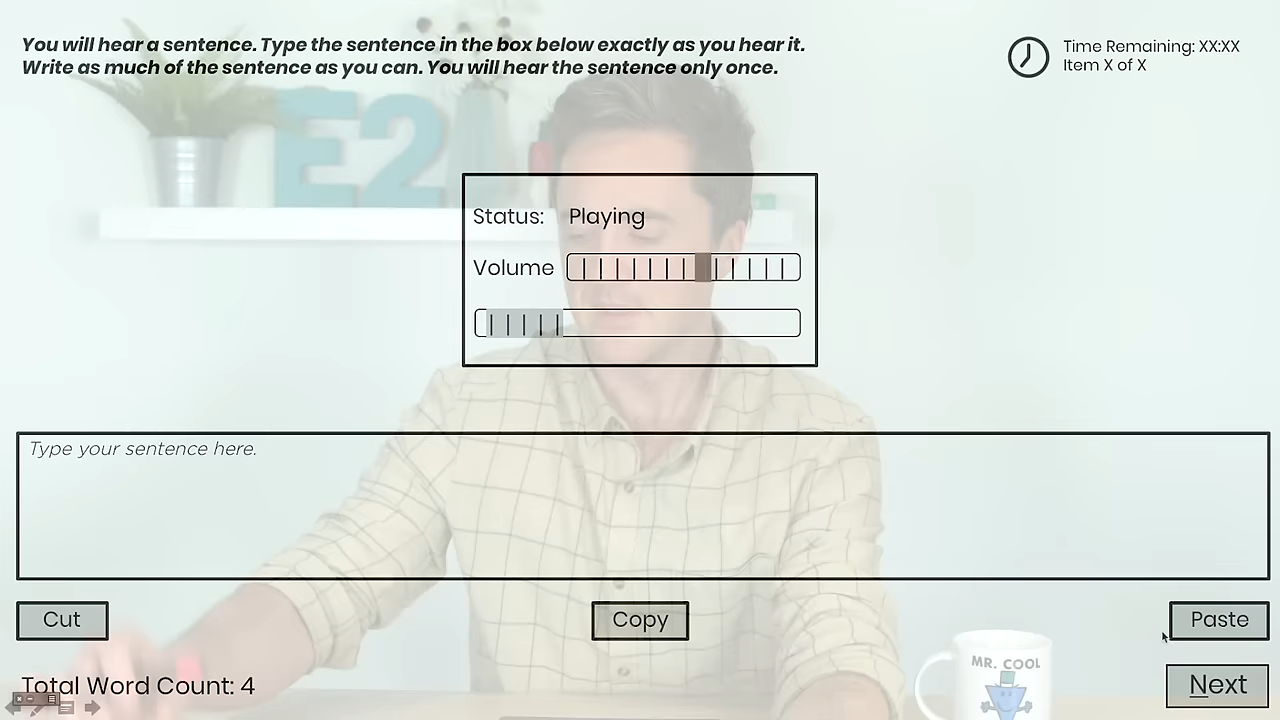 You will hear a sentence. Type the sentence in the box below exactly as you hear it.
Write as much of the sentence as you can. You will hear the sentence only once.
Time Remaining: XX:XX
Item X of X
E2
Status: Playing
Volume
Type your sentence here.
Cut
Copy
Paste
MR. COOL
Total Word Count: 4
Next